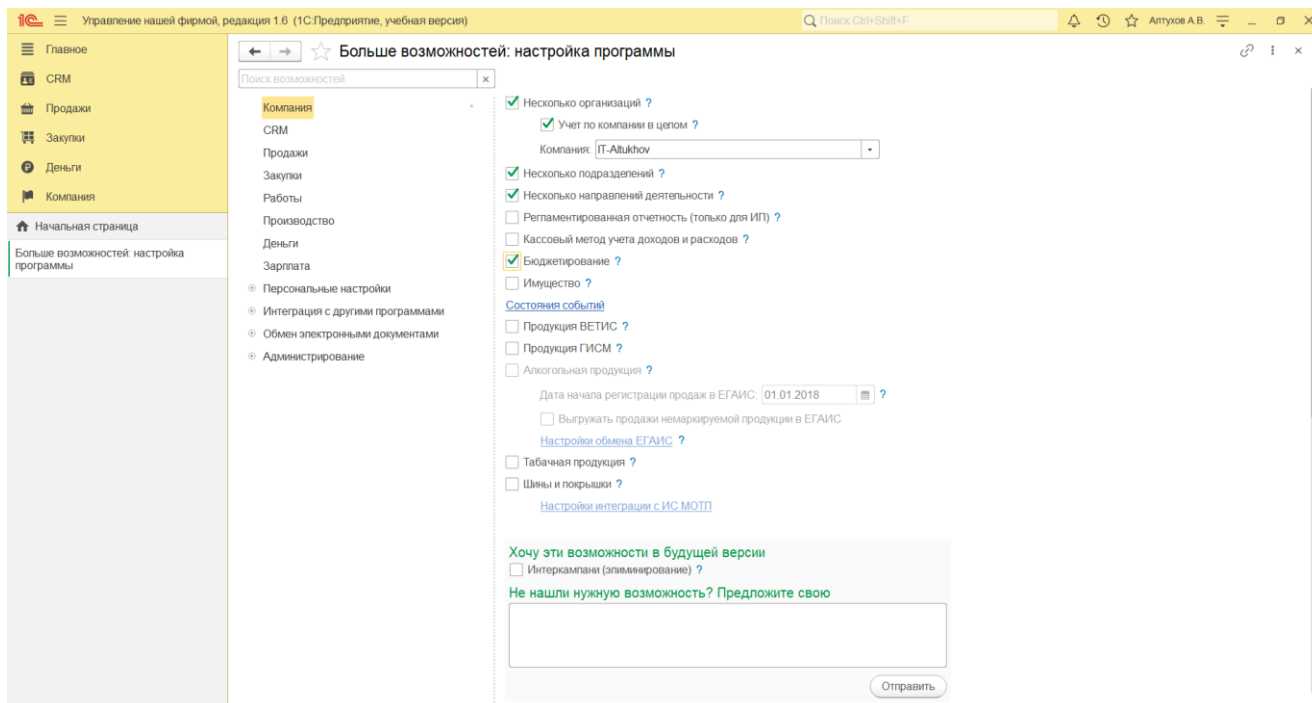 1С Управление нашей фирмой, редакция 1.6 (1С:Предприятие, учебная версия) Поиск Ctrl+Shift+F Алтухов А.В.
Главное
CRM
Продажи
Закупки
Деньги
Компания
Начальная страница
Больше возможностей: настройка
программы
Больше возможностей: настройка программы
Поиск возможностей
Компания
CRM
Продажи
Закупки
Работы
Производство
Деньги
Зарплата
Персональные настройки
Интеграция с другими программами
Обмен электронными документами
Администрирование
Несколько организаций ?
Учет по компании в целом ?
Компания: IT-Altukhov
Несколько подразделений ?
Несколько направлений деятельности ?
Регламентированная отчетность (только для ИП) ?
Кассовый метод учета доходов и расходов ?
Бюджетирование ?
Имущество ?
Состояния событий
Продукция ВЕТИС ?
Продукция ГИСМ ?
Алкогольная продукция ?
Дата начала регистрации продаж в ЕГАИС: 01.01.2018 ?
Выгружать продажи немаркируемой продукции в ЕГАИС
Настройки обмена ЕГАИС ?
Табачная продукция ?
Шины и покрышки ?
Настройки интеграции с ИС МОТП
Хочу эти возможности в будущей версии
Интеркампани (элиминирование) ?
Не нашли нужную возможность? Предложите свою
Отправить